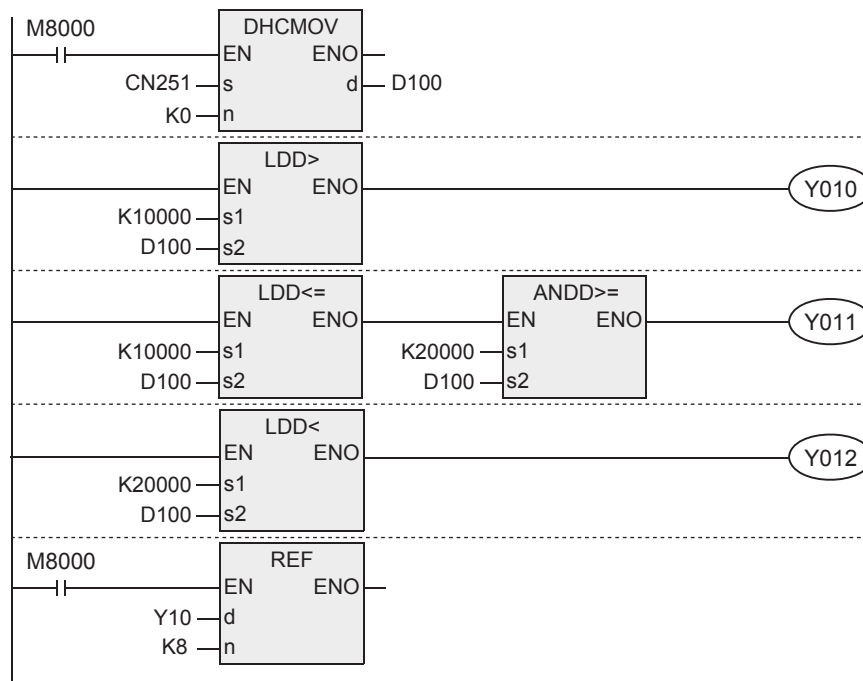 M8000
DHCMOV
EN ENO
CN251 s d D100
K0 n
LDD>
EN ENO Y010
K10000 s1
D100 s2
LDD<= ANDD>=
EN ENO EN ENO Y011
K10000 s1 K20000 s1
D100 s2 D100 s2
LDD<
EN ENO Y012
K20000 s1
D100 s2
M8000
REF
EN ENO
Y10 d
K8 n